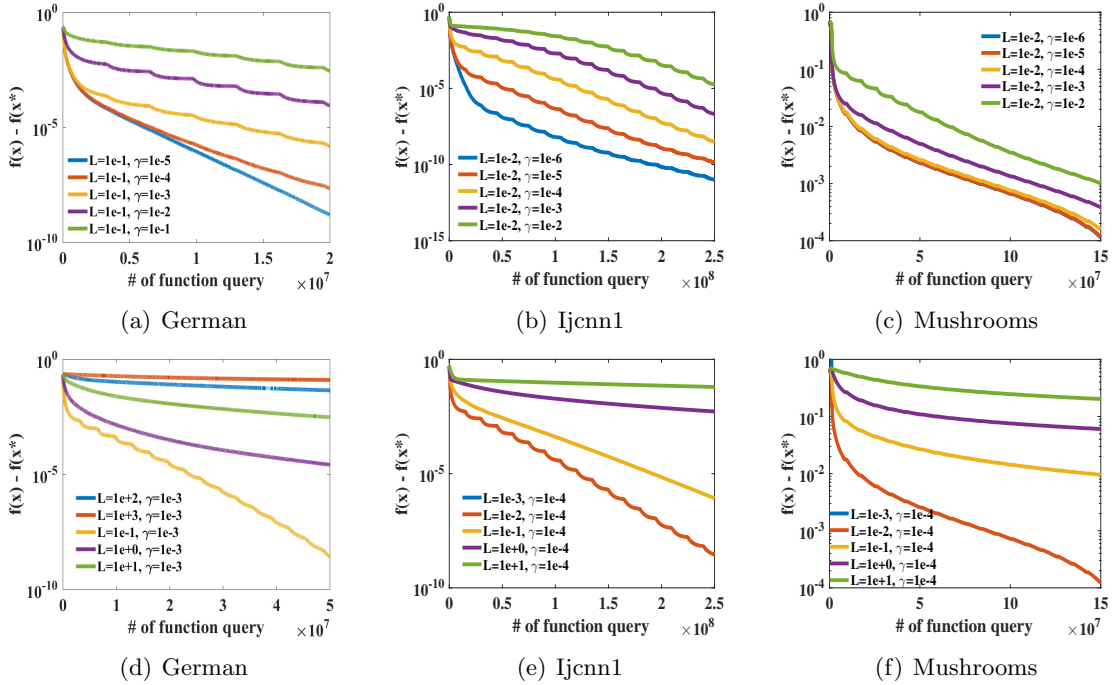 10^0
10^-5
10^-10
f(x) - f(x*)
L=1e-1, γ=1e-5
L=1e-1, γ=1e-4
L=1e-1, γ=1e-3
L=1e-1, γ=1e-2
L=1e-1, γ=1e-1
0 0.5 1 1.5 2
# of function query ×10^7
(a) German
10^0
10^-5
10^-10
10^-15
f(x) - f(x*)
L=1e-2, γ=1e-6
L=1e-2, γ=1e-5
L=1e-2, γ=1e-4
L=1e-2, γ=1e-3
L=1e-2, γ=1e-2
0 0.5 1 1.5 2 2.5
# of function query ×10^8
(b) Ijcnn1
10^0
10^-1
10^-2
10^-3
10^-4
f(x) - f(x*)
L=1e-2, γ=1e-6
L=1e-2, γ=1e-5
L=1e-2, γ=1e-4
L=1e-2, γ=1e-3
L=1e-2, γ=1e-2
0 5 10 15
# of function query ×10^7
(c) Mushrooms
10^0
10^-5
10^-10
f(x) - f(x*)
L=1e+2, γ=1e-3
L=1e+3, γ=1e-3
L=1e-1, γ=1e-3
L=1e+0, γ=1e-3
L=1e+1, γ=1e-3
0 1 2 3 4 5
# of function query ×10^7
(d) German
10^0
10^-5
10^-10
f(x) - f(x*)
L=1e-3, γ=1e-4
L=1e-2, γ=1e-4
L=1e-1, γ=1e-4
L=1e+0, γ=1e-4
L=1e+1, γ=1e-4
0 0.5 1 1.5 2 2.5
# of function query ×10^8
(e) Ijcnn1
10^0
10^-1
10^-2
10^-3
10^-4
f(x) - f(x*)
L=1e-3, γ=1e-4
L=1e-2, γ=1e-4
L=1e-1, γ=1e-4
L=1e+0, γ=1e-4
L=1e+1, γ=1e-4
0 5 10 15
# of function query ×10^7
(f) Mushrooms